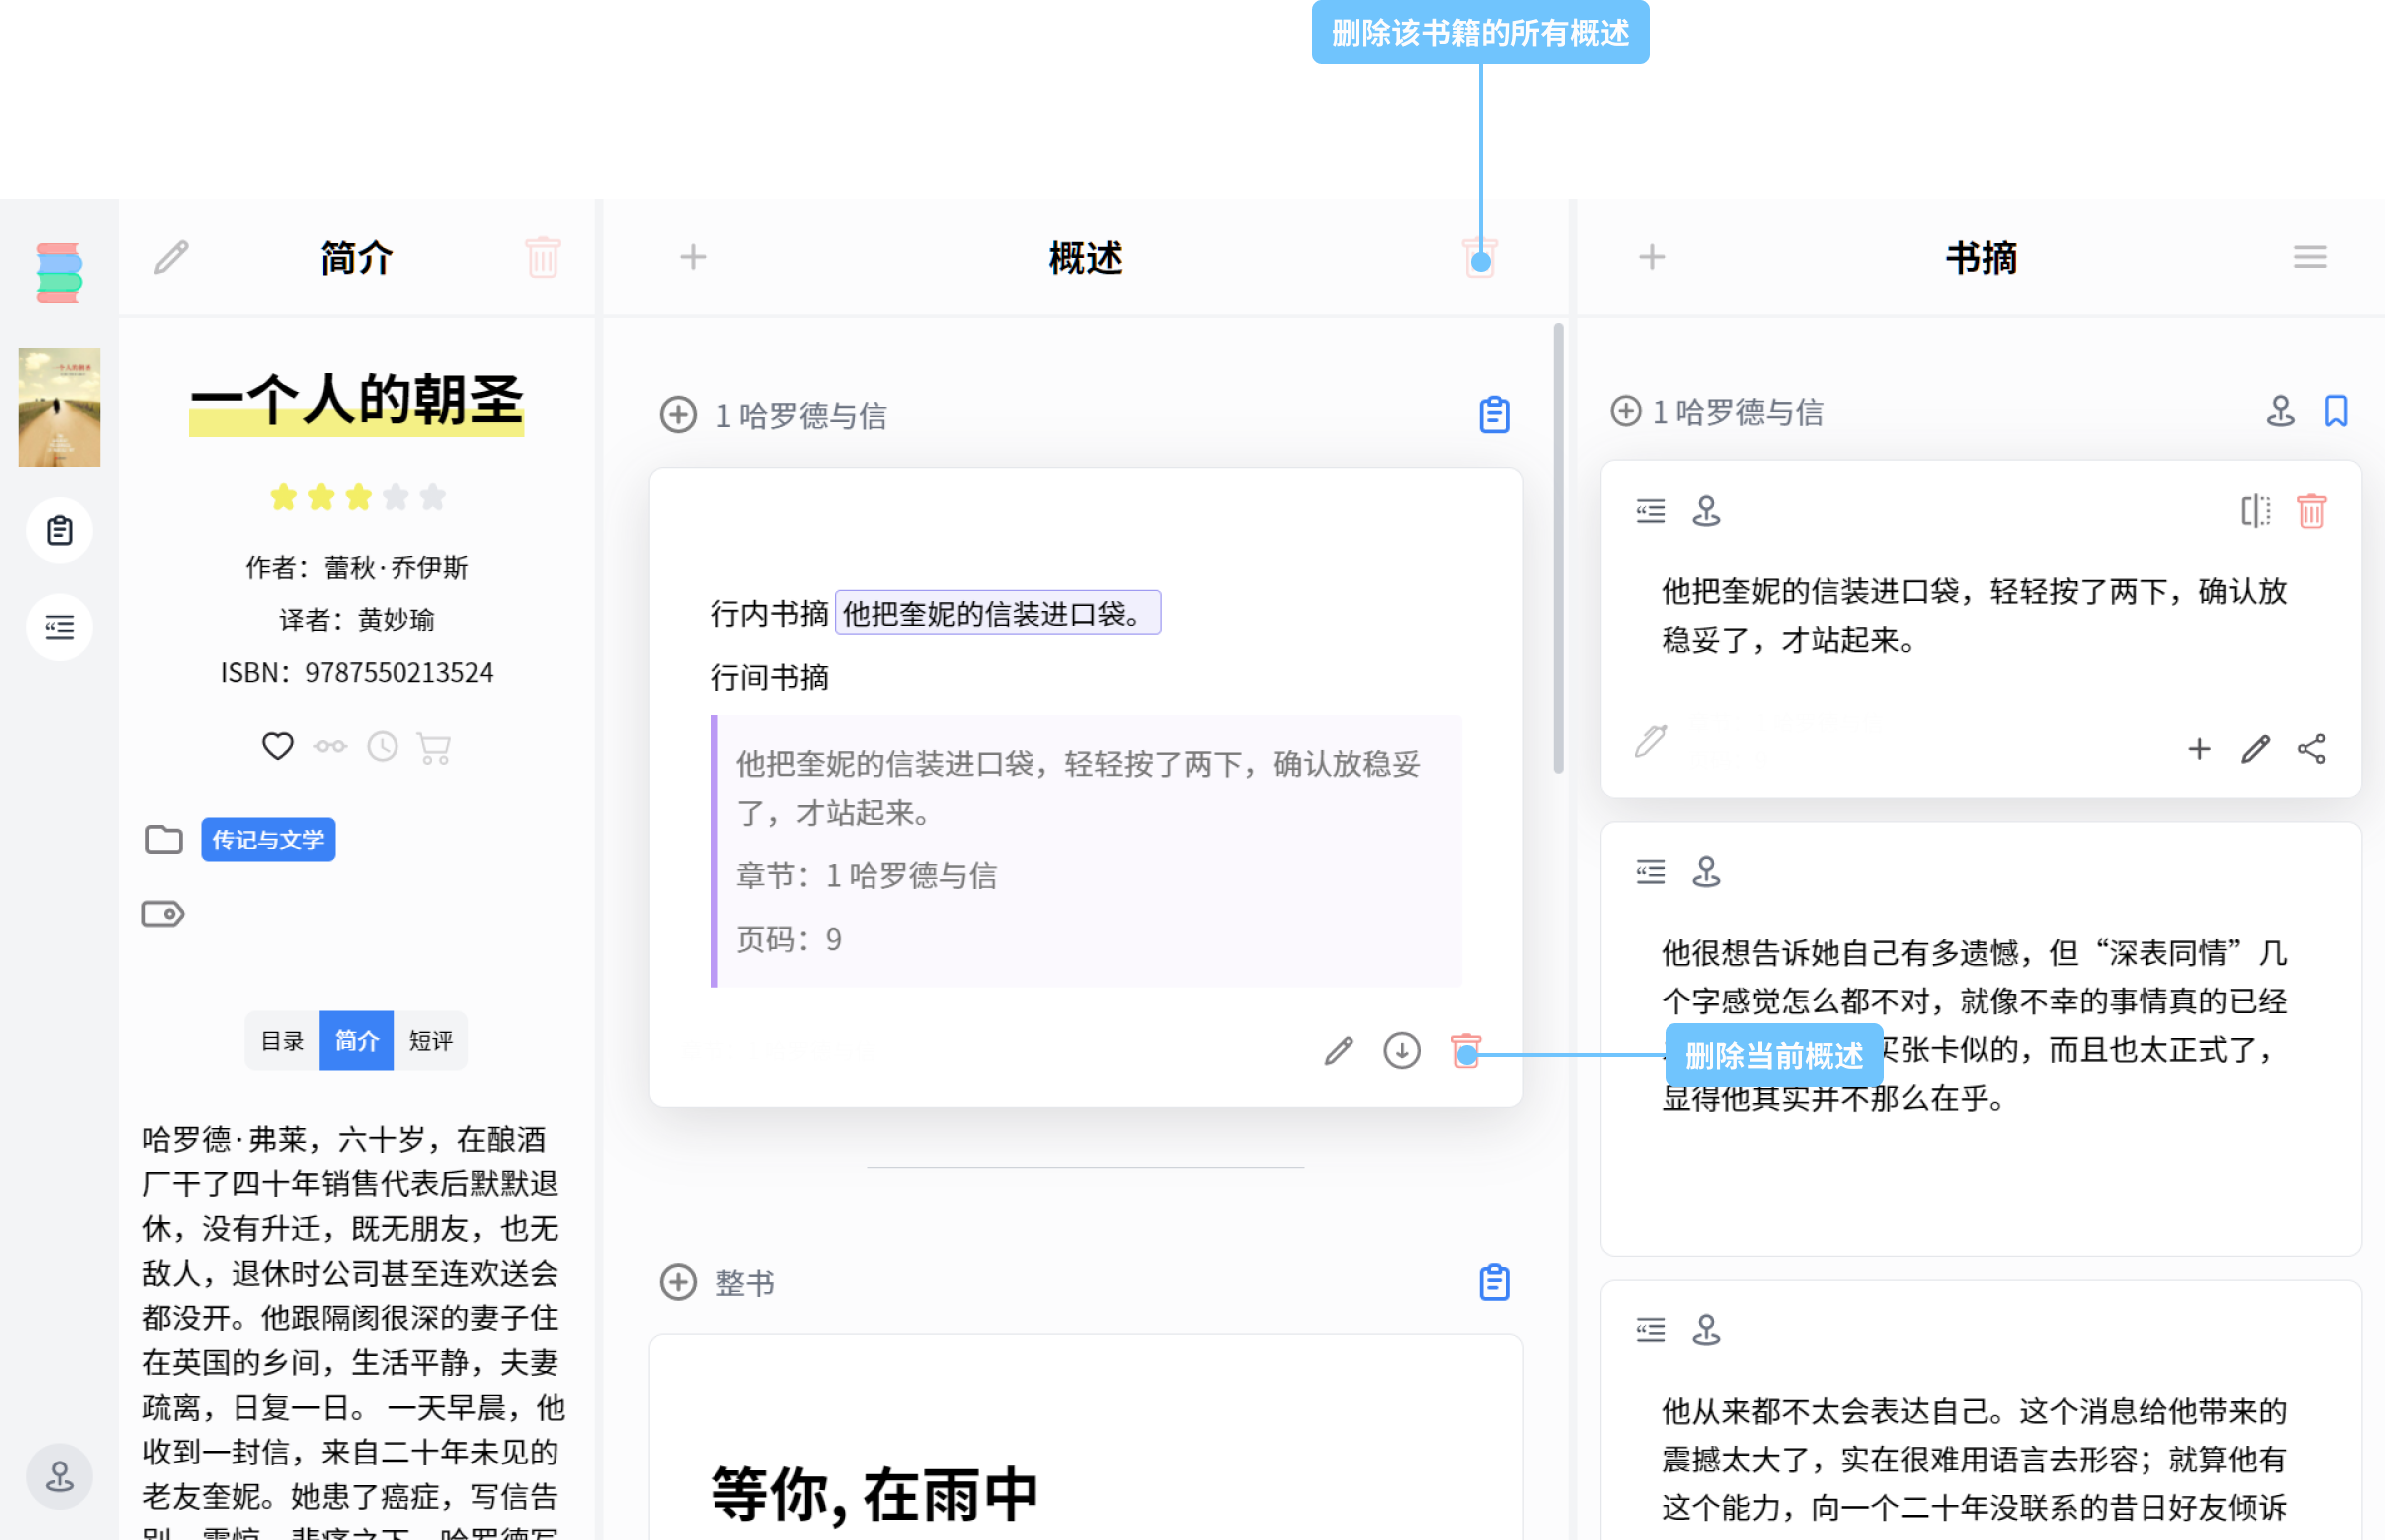 删除该书籍的所有概述
简介
一个人的朝圣
作者：蕾秋·乔伊斯
译者：黄妙瑜
ISBN：9787550213524
传记与文学
目录 简介 短评
哈罗德·弗莱，六十岁，在酿酒
厂干了四十年销售代表后默默退
休，没有升迁，既无朋友，也无
敌人，退休时公司甚至连欢送会
都没开。他跟隔阂很深的妻子住
在英国的乡间，生活平静，夫妻
疏离，日复一日。 一天早晨，他
收到一封信，来自二十年未见的
老友奎妮。她患了癌症，写信告
概述
1 哈罗德与信
行内书摘 他把奎妮的信装进口袋。
行间书摘
他把奎妮的信装进口袋，轻轻按了两下，确认放稳妥
了，才站起来。
章节：1 哈罗德与信
页码：9
删除当前概述
整书
等你, 在雨中
书摘
1 哈罗德与信
他把奎妮的信装进口袋，轻轻按了两下，确认放
稳妥了，才站起来。
他很想告诉她自己有多遗憾，但“深表同情”几
个字感觉怎么都不对，就像不幸的事情真的已经
买张卡似的，而且也太正式了，
显得他其实并不那么在乎。
他从来都不太会表达自己。这个消息给他带来的
震撼太大了，实在很难用语言去形容；就算他有
这个能力，向一个二十年没联系的昔日好友倾诉